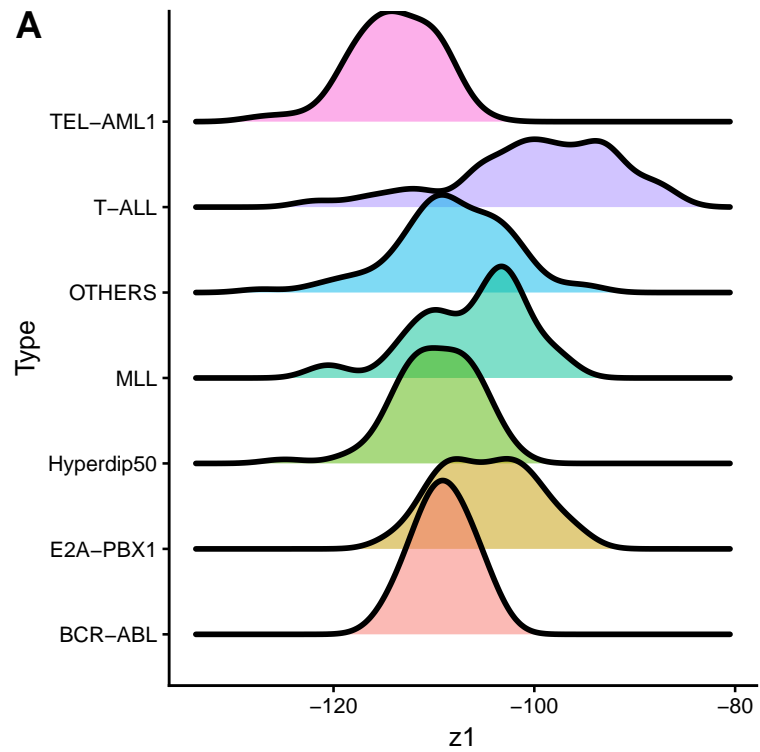 A
TEL−AML1
T−ALL
OTHERS
MLL
Hyperdip50
E2A−PBX1
BCR−ABL
Type
−120
−100
−80
z1